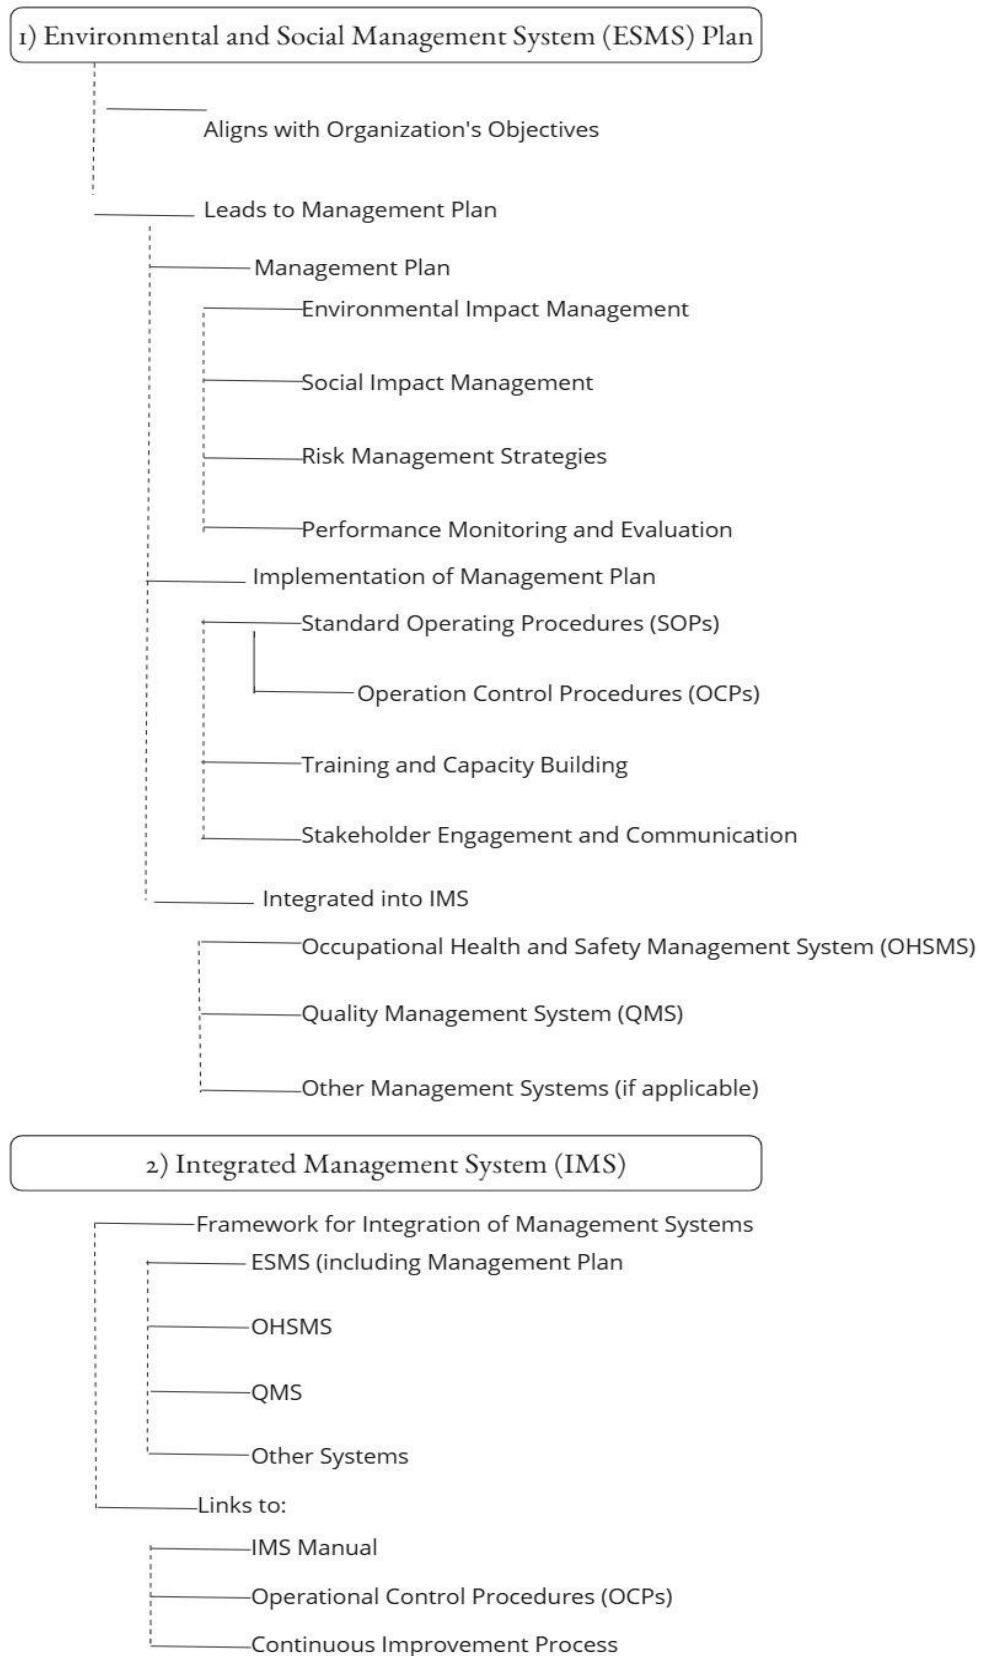 1) Environmental and Social Management System (ESMS) Plan
Aligns with Organization's Objectives
Leads to Management Plan
Management Plan
Environmental Impact Management
Social Impact Management
Risk Management Strategies
Performance Monitoring and Evaluation
Implementation of Management Plan
Standard Operating Procedures (SOPs)
Operation Control Procedures (OCPs)
Training and Capacity Building
Stakeholder Engagement and Communication
Integrated into IMS
Occupational Health and Safety Management System (OHSMS)
Quality Management System (QMS)
Other Management Systems (if applicable)
2) Integrated Management System (IMS)
Framework for Integration of Management Systems
ESMS (including Management Plan
OHSMS
QMS
Other Systems
Links to:
IMS Manual
Operational Control Procedures (OCPs)
Continuous Improvement Process